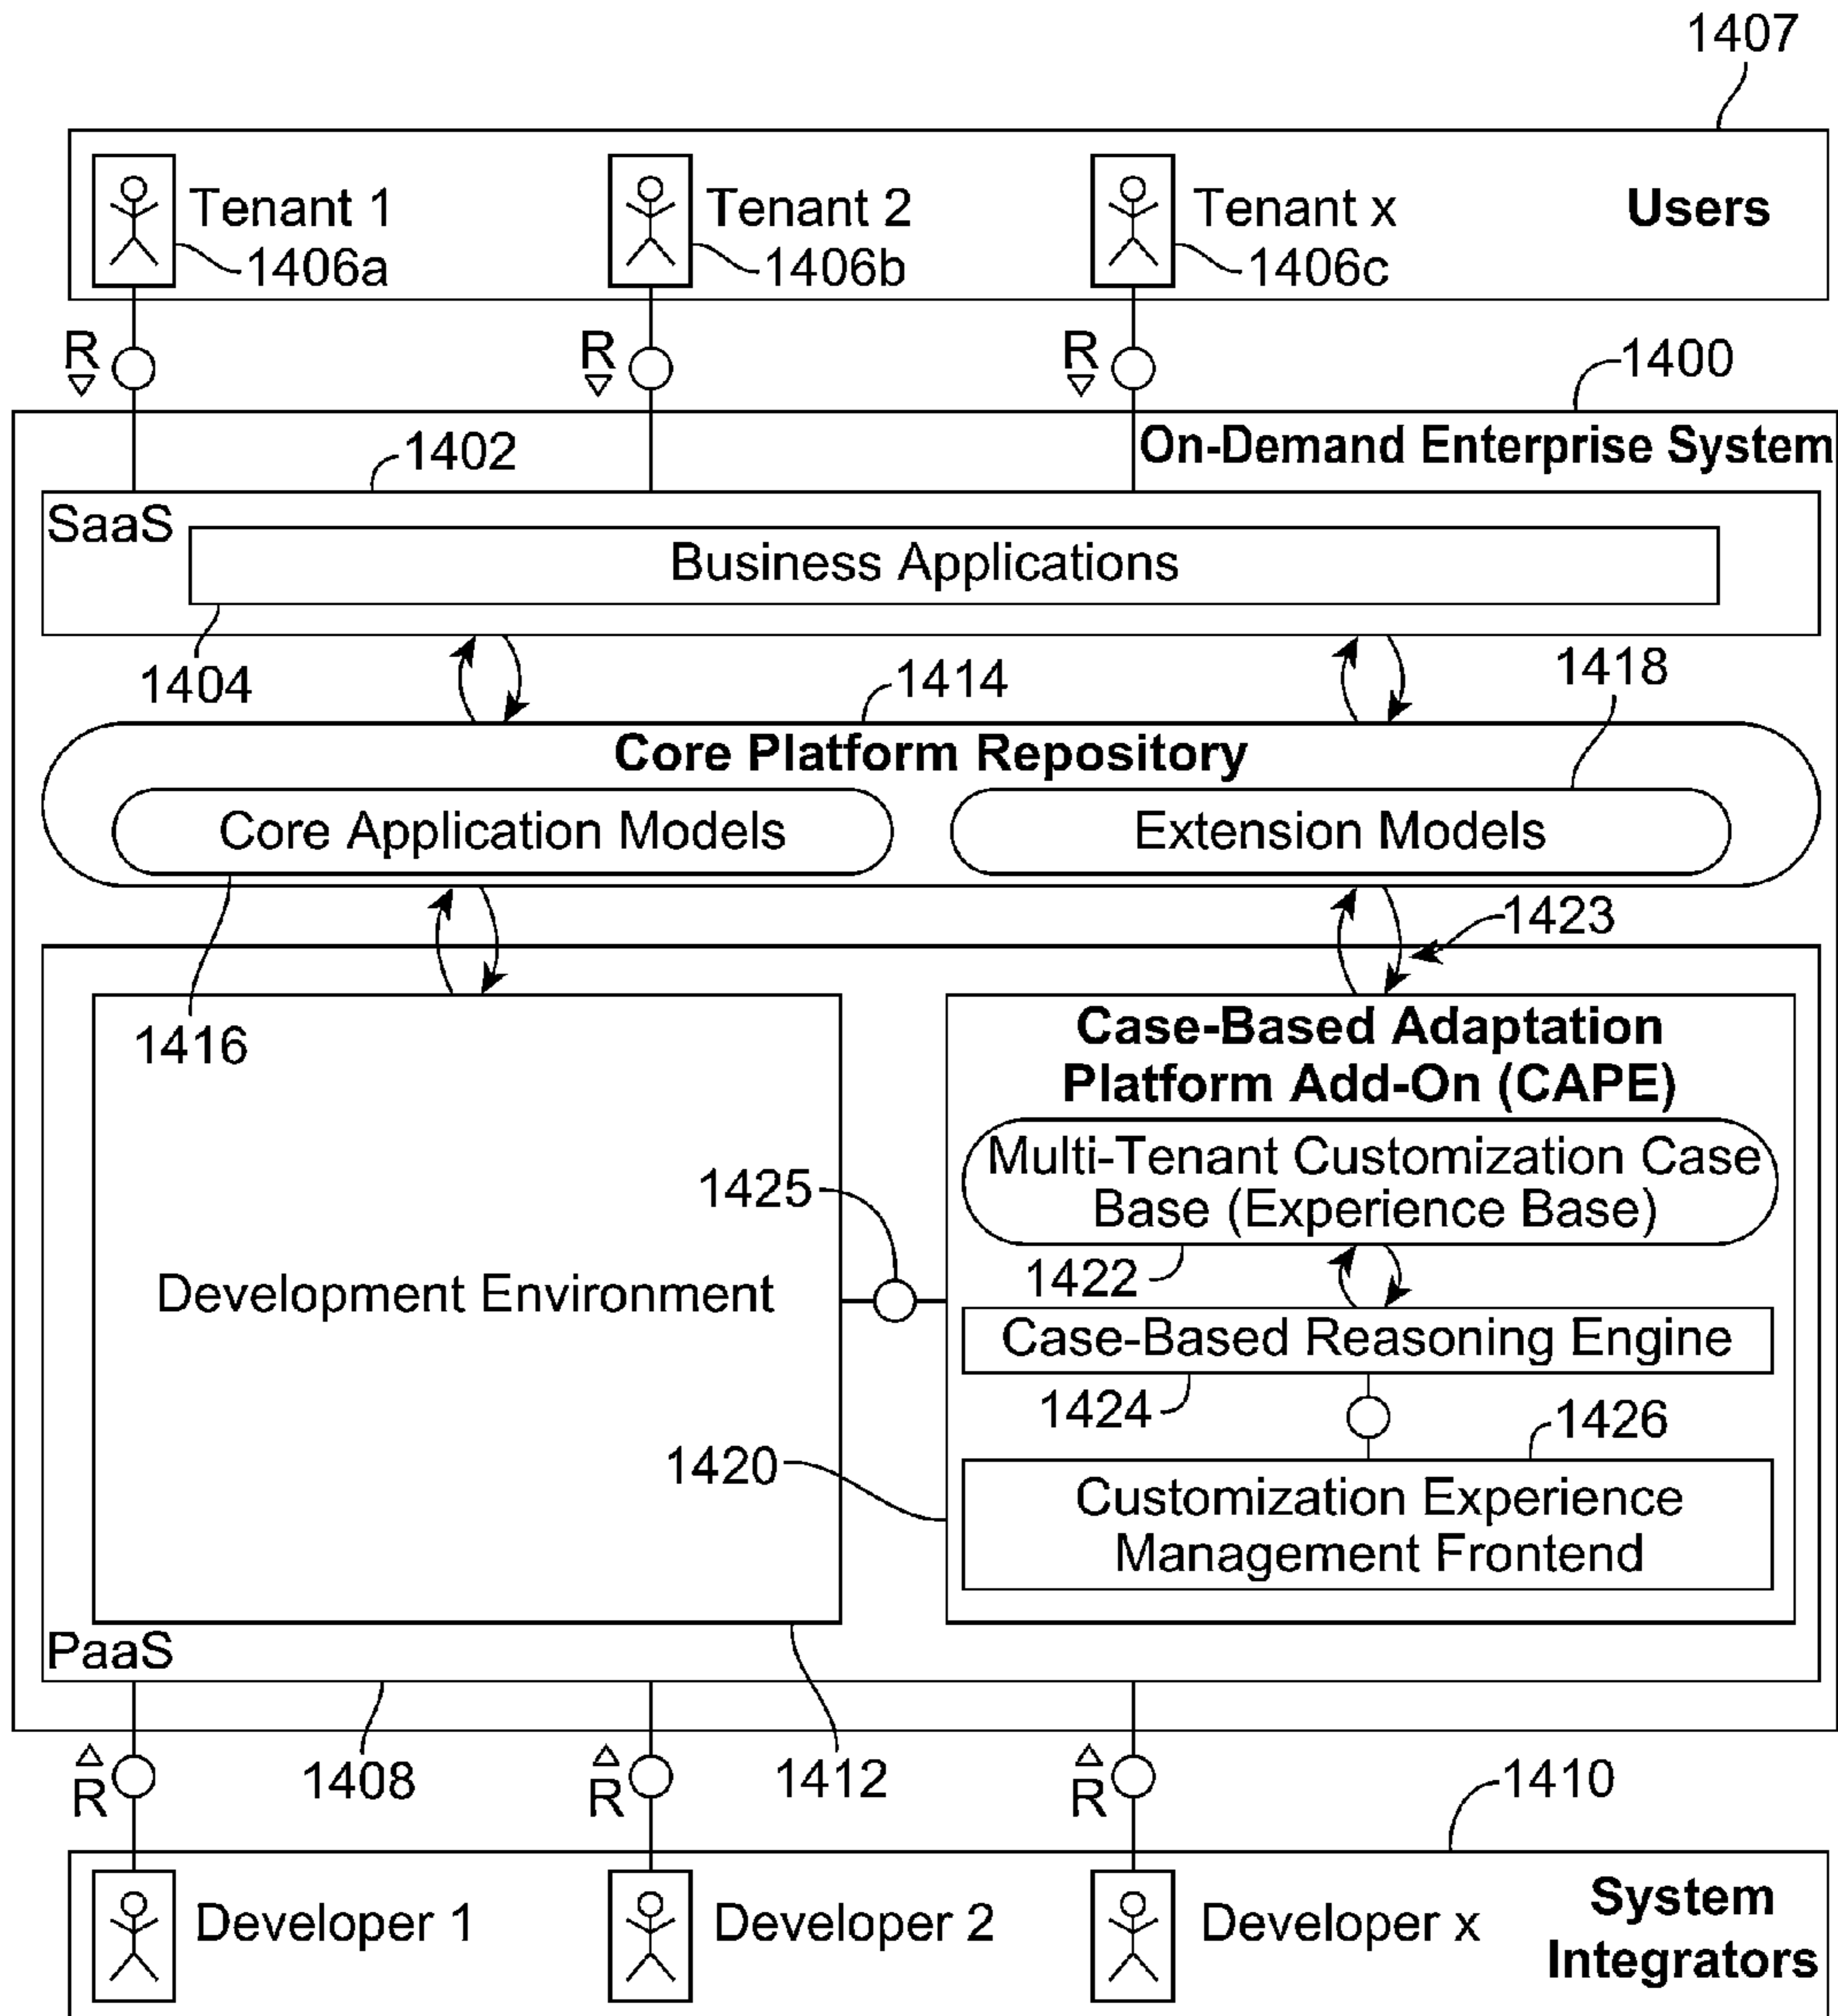 1407
Tenant 1
Tenant 2
Tenant x
Users
1406a
1406b
1406c
R
R
R
1400
On-Demand Enterprise System
1402
SaaS
Business Applications
1404
1414
1418
Core Platform Repository
Core Application Models
Extension Models
1423
1416
Case-Based Adaptation
Platform Add-On (CAPE)
Multi-Tenant Customization Case
Base (Experience Base)
1425
1422
Development Environment
Case-Based Reasoning Engine
1424
1426
1420
Customization Experience
Management Frontend
PaaS
1408
1412
R
R
R
1410
Developer 1
Developer 2
Developer x
System
Integrators